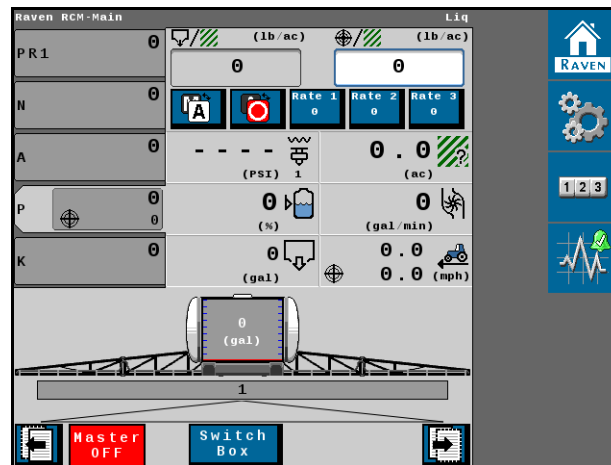 Raven RCM-Main Liq
PR1 0
(lb/ac) (lb/ac)
0 0
N 0
A
Rate 1 0
Rate 2 0
Rate 3 0
A 0
---- (PSI) 1
0.0 ? (ac)
P 0
0
0 (%)
0 (gal/min)
K 0
0 (gal)
0.0
0.0 (mph)
0
(gal)
1
Master OFF
Switch Box
RAVEN
1 2 3